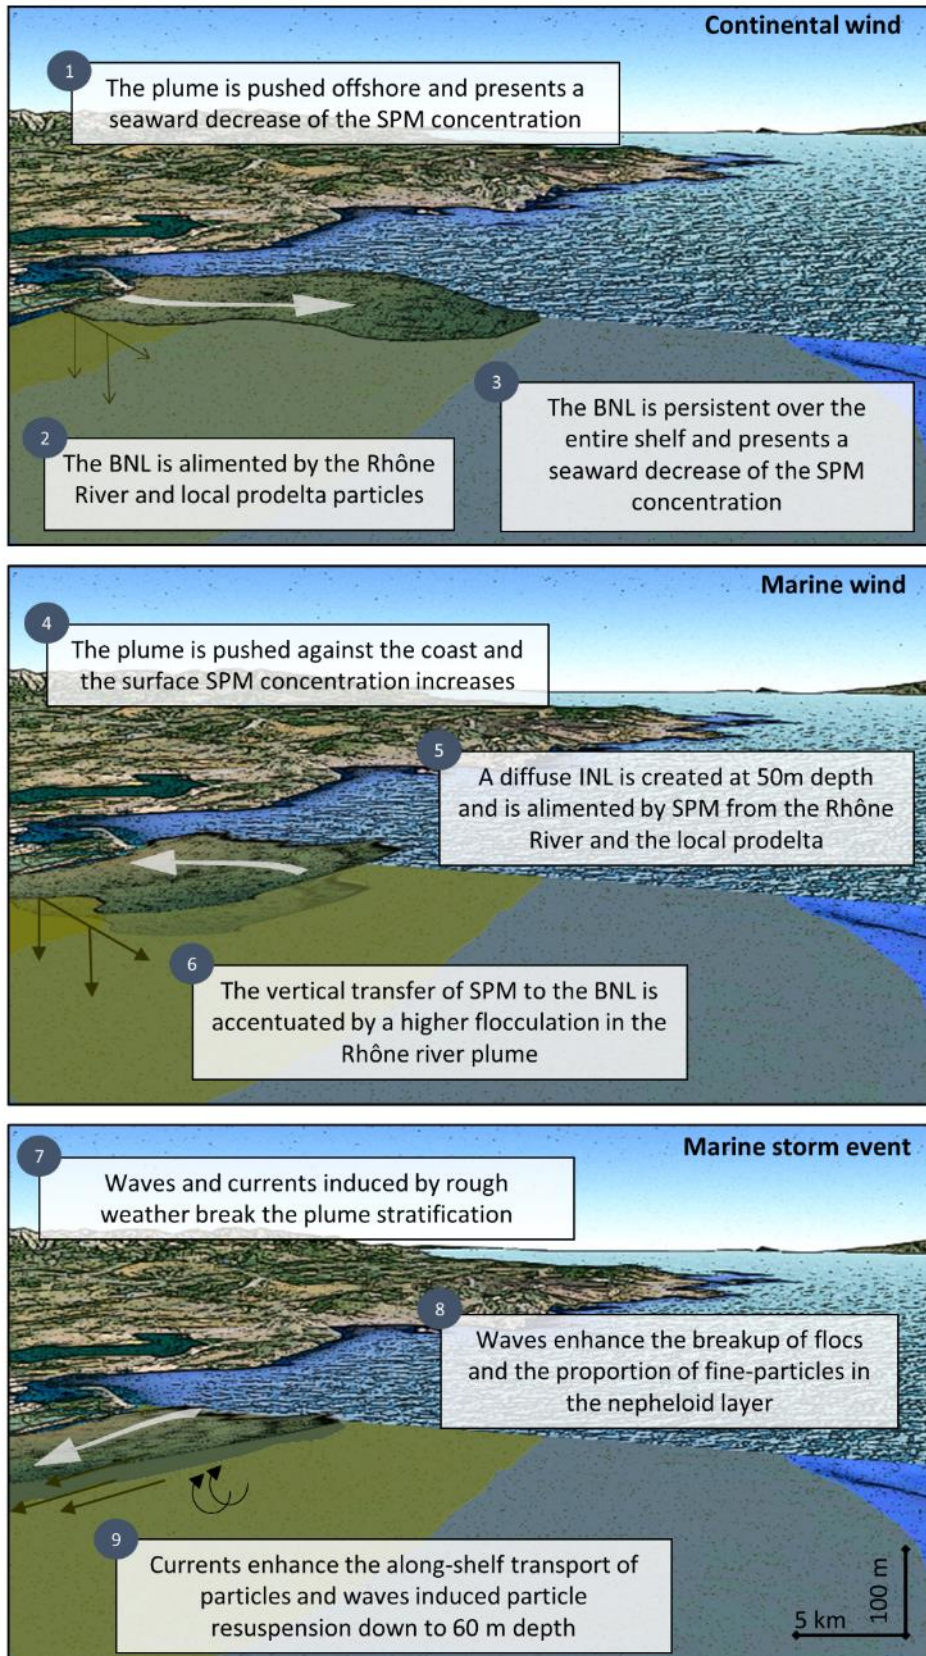 Continental wind
1
The plume is pushed offshore and presents a
seaward decrease of the SPM concentration
2
The BNL is alimented by the Rhône
River and local prodelta particles
3
The BNL is persistent over the
entire shelf and presents a
seaward decrease of the SPM
concentration
Marine wind
4
The plume is pushed against the coast and
the surface SPM concentration increases
5
A diffuse INL is created at 50m depth
and is alimented by SPM from the Rhône
River and the local prodelta
6
The vertical transfer of SPM to the BNL is
accentuated by a higher flocculation in the
Rhône river plume
Marine storm event
7
Waves and currents induced by rough
weather break the plume stratification
8
Waves enhance the breakup of flocs
and the proportion of fine-particles in
the nepheloid layer
9
Currents enhance the along-shelf transport of
particles and waves induced particle
resuspension down to 60 m depth
5 km
100 m